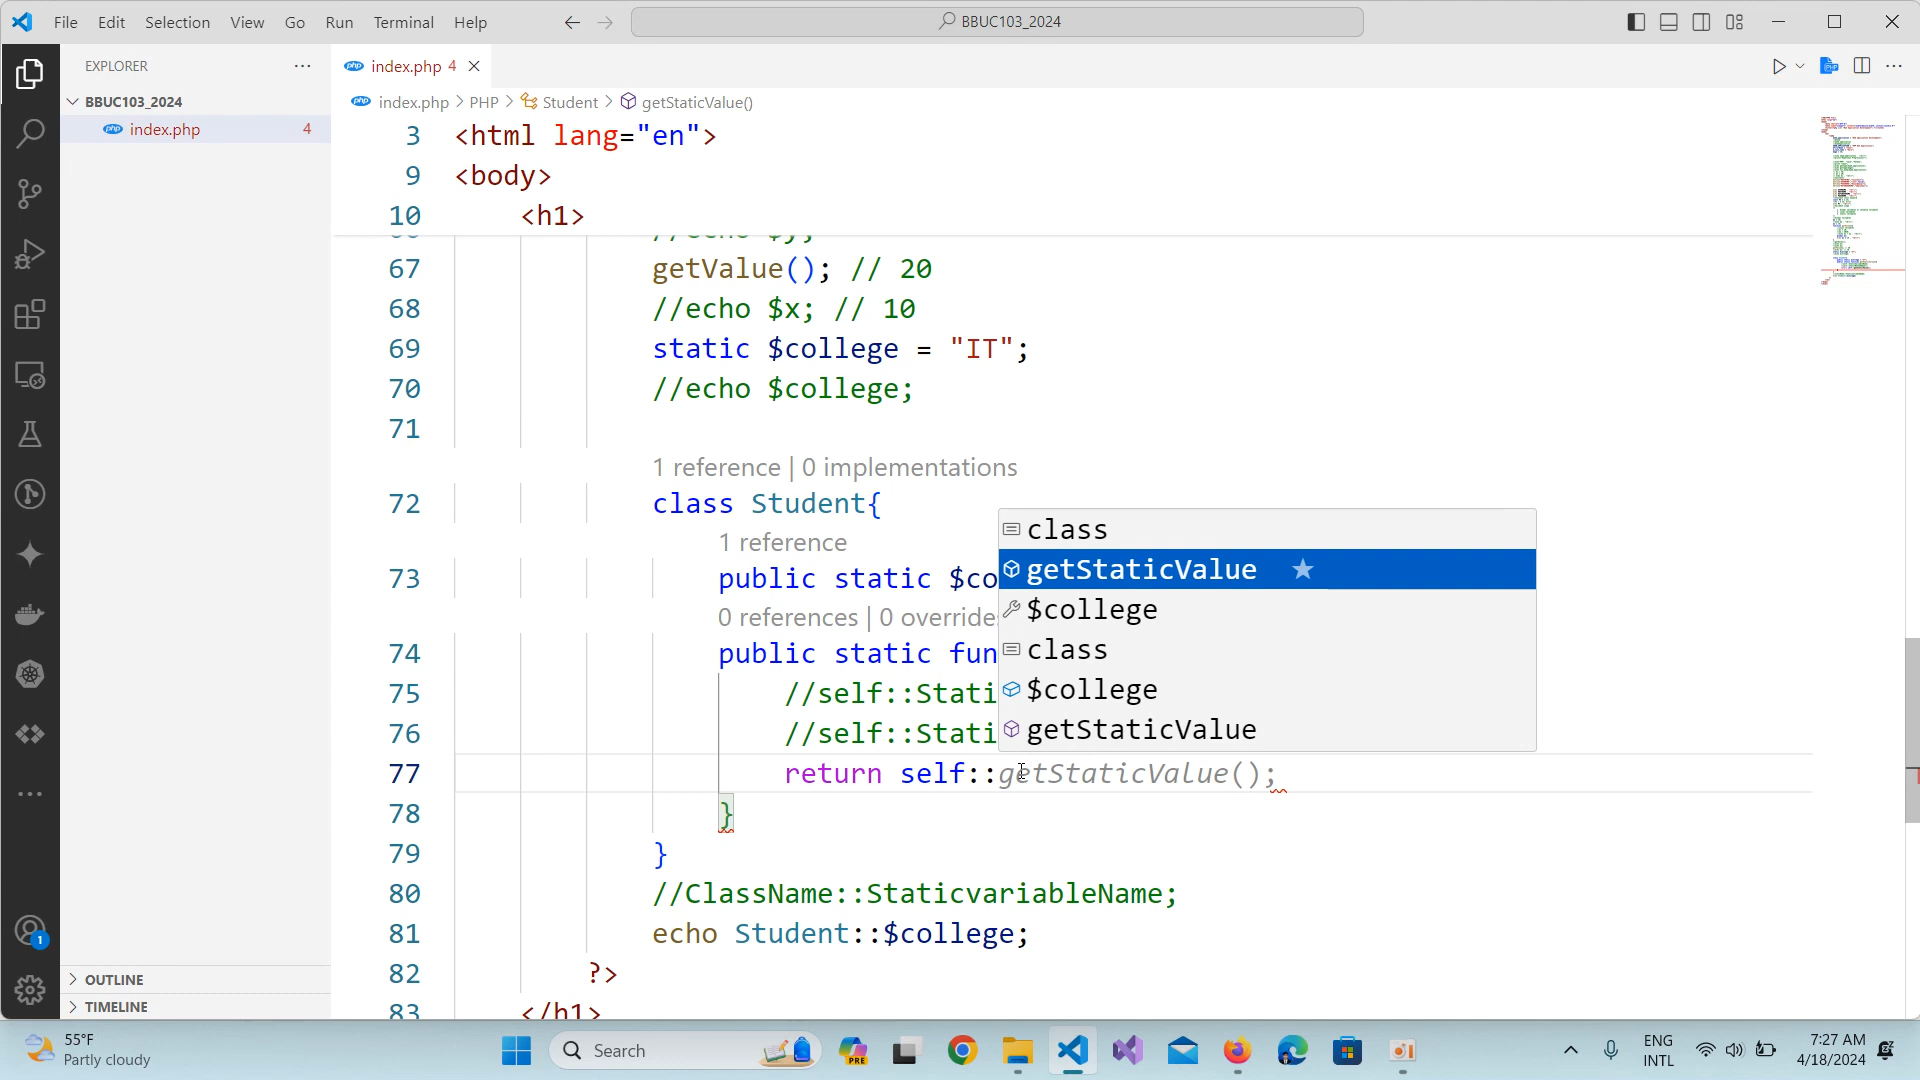 File Edit Selection View Go Run Terminal Help
BBUC103_2024
EXPLORER
index.php 4
BBUC103_2024
index.php > PHP > Student > getStaticValue()
index.php 4
3 <html lang="en">
9 <body>
10 <h1>
67 getValue(); // 20
68 //echo $x; // 10
69 static $college = "IT";
70 //echo $college;
71
1 reference | 0 implementations
72 class Student{
1 reference
73 public static $co
0 references | 0 overrides
74 public static fun
75 //self::Stati
76 //self::Stati
77 return self::getStaticValue();
78 }
79 }
80 //ClassName::StaticvariableName;
81 echo Student::$college;
82 ?>
83 </h1>
class
getStaticValue
$college
class
$college
getStaticValue
1
OUTLINE
TIMELINE
55°F
Partly cloudy
Search
PRE
ENG
INTL
7:27 AM
4/18/2024